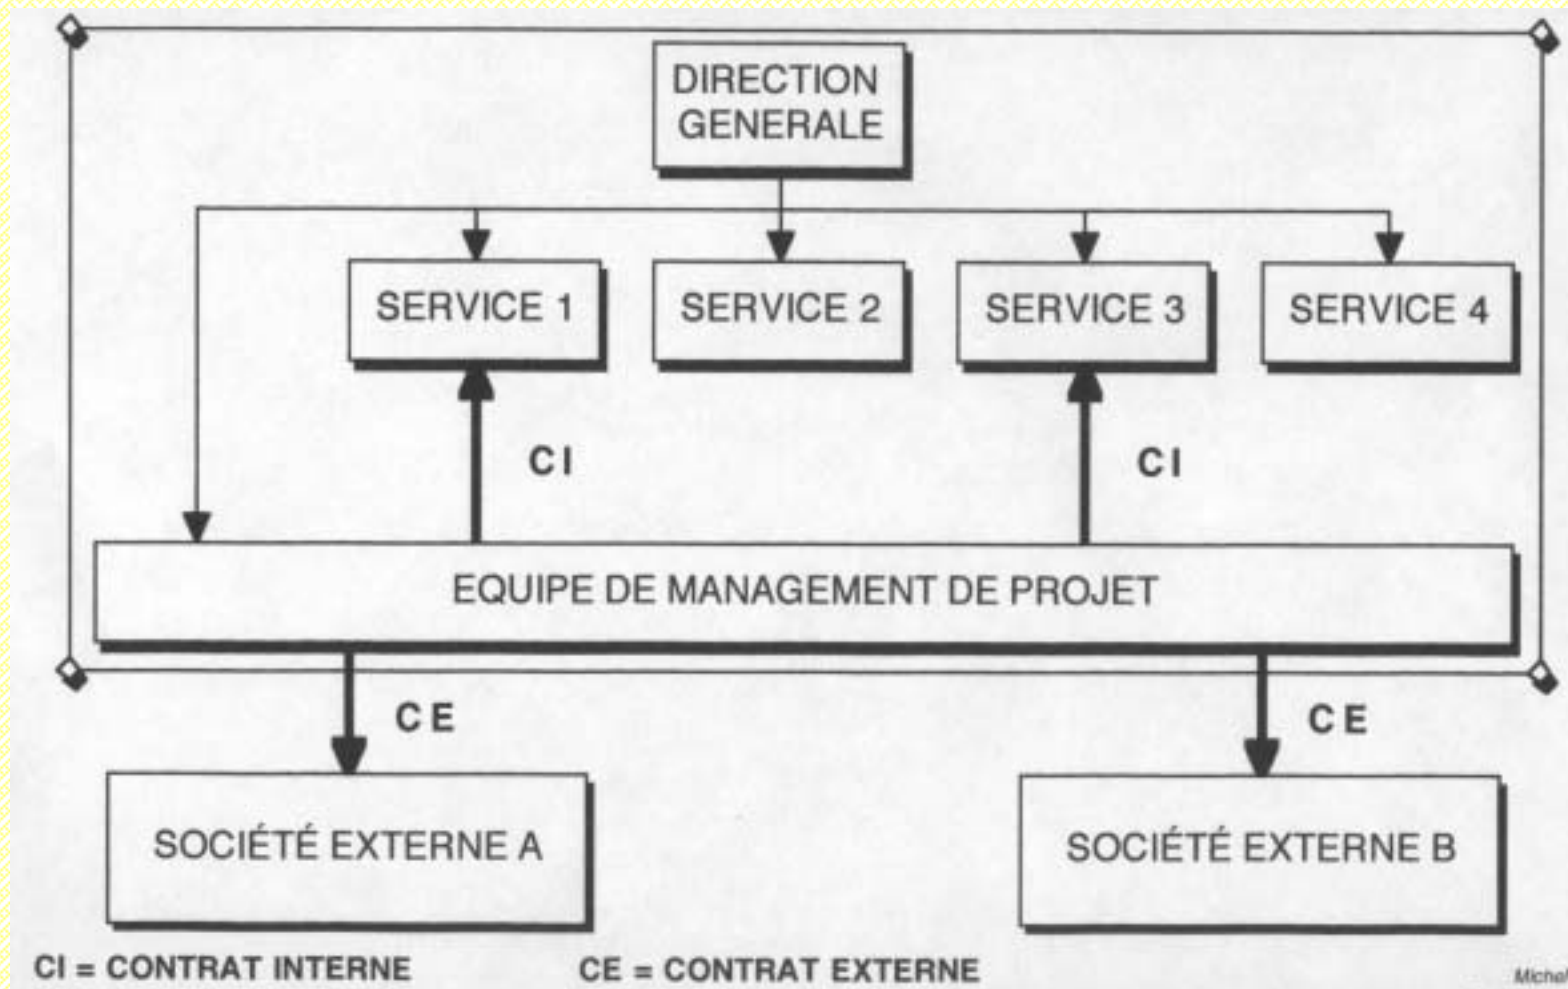 DIRECTION
GENERALE
SERVICE 1
SERVICE 2
SERVICE 3
SERVICE 4
CI
CI
EQUIPE DE MANAGEMENT DE PROJET
CE
CE
SOCIÉTÉ EXTERNE A
SOCIÉTÉ EXTERNE B
CI = CONTRAT INTERNE
CE = CONTRAT EXTERNE
Michel